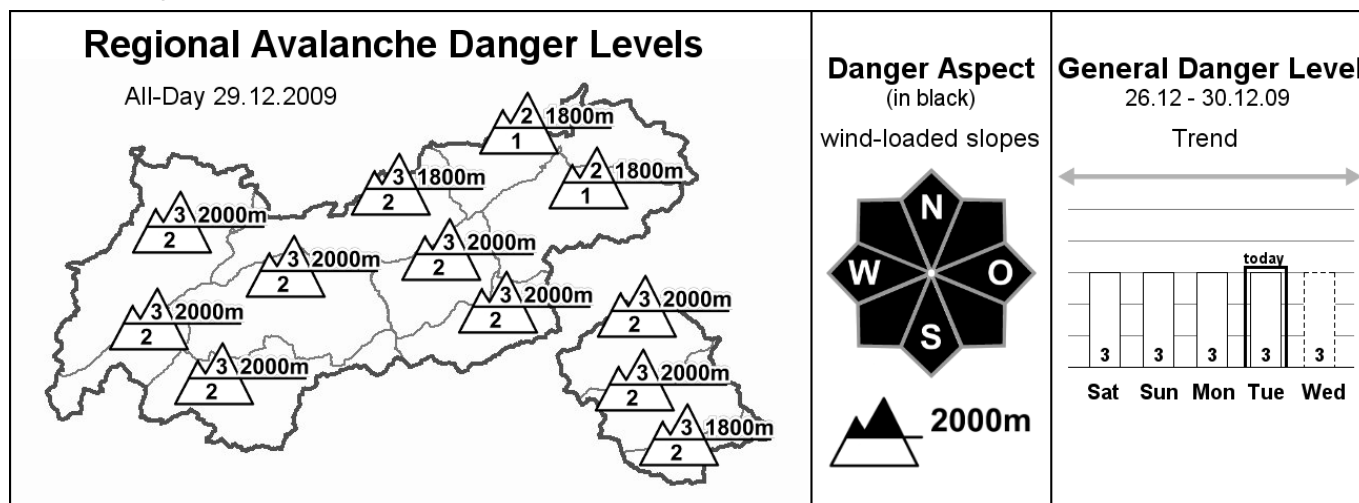 Regional Avalanche Danger Levels
All-Day 29.12.2009
2 1800m
1
2 1800m
1
3 1800m
2
3 2000m
2
3 2000m
2
3 2000m
2
3 2000m
2
3 2000m
2
3 2000m
2
3 2000m
2
3 2000m
2
3 1800m
2
Danger Aspect
(in black)
wind-loaded slopes
N
W
O
S
2000m
General Danger Level
26.12 - 30.12.09
Trend
today
3 3 3 3 3
Sat Sun Mon Tue Wed